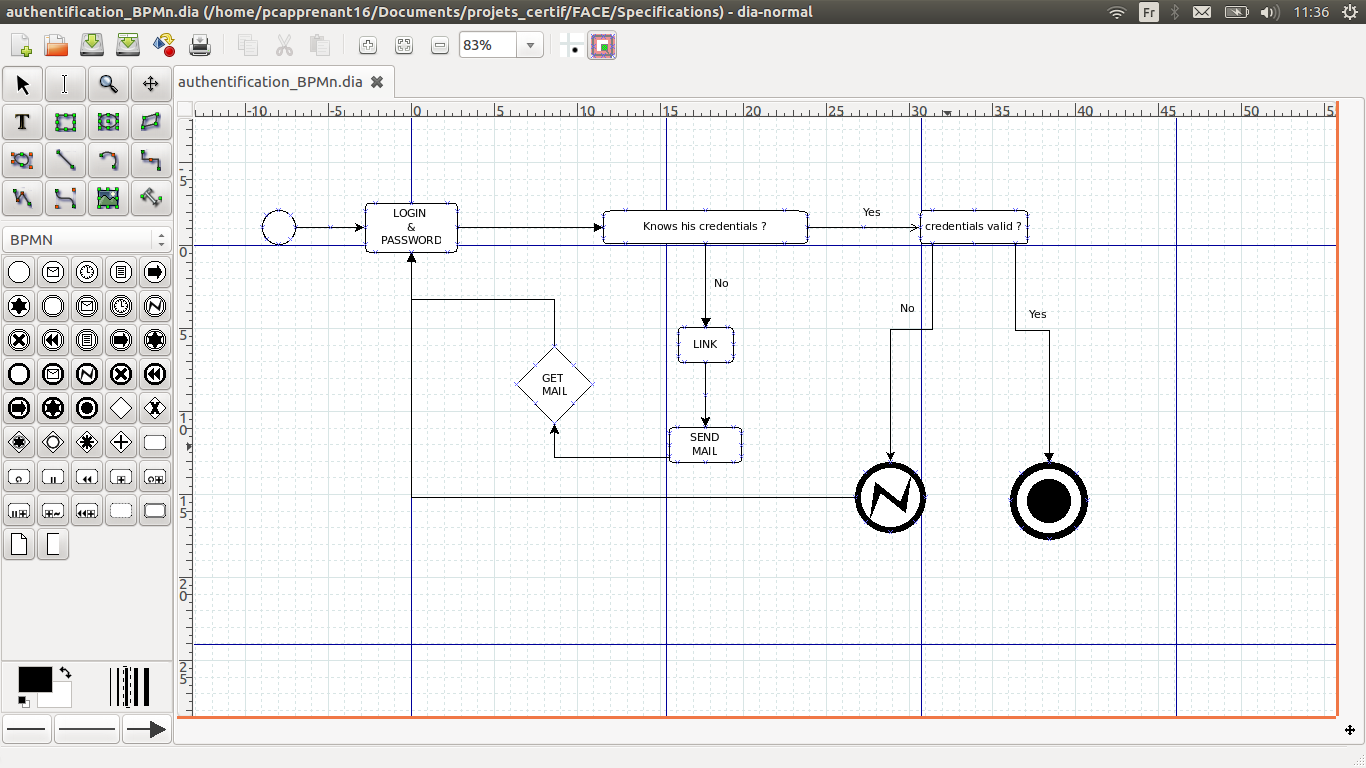 authentification_BPMn.dia (/home/pcapprenant16/Documents/projets_certif/FACE/Specifications) - dia-normal
Fr
11:36
83%
authentification_BPMn.dia
-10 -5 0 5 10 15 20 25 30 35 40 45 50 5
T
BPMN
-5
0
5
10
15
20
25
LOGIN
&
PASSWORD
Knows his credentials ?
Yes
credentials valid ?
No
No
Yes
LINK
GET
MAIL
SEND
MAIL